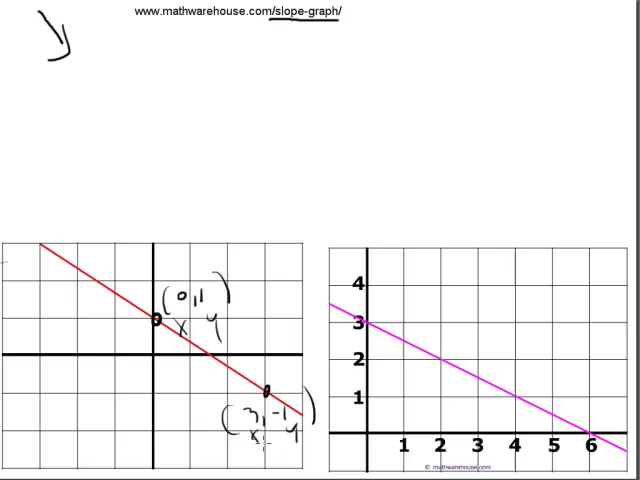 www.mathwarehouse.com/slope-graph/
y
(0,1)
x y
(3,-1)
x y
4
3
2
1
1 2 3 4 5 6
© mathwarehouse.com